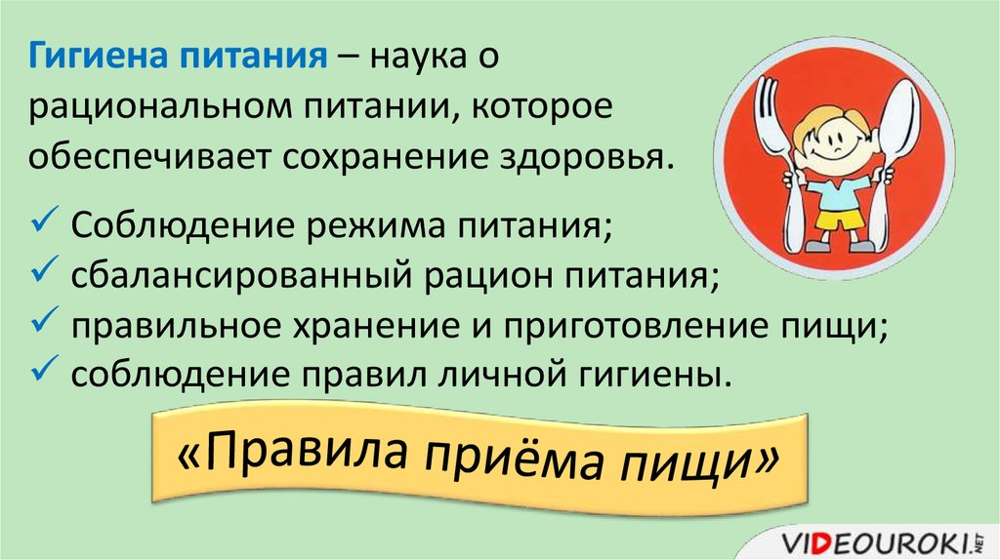 Гигиена питания – наука о
рациональном питании, которое
обеспечивает сохранение здоровья.
✓ Соблюдение режима питания;
✓ сбалансированный рацион питания;
✓ правильное хранение и приготовление пищи;
✓ соблюдение правил личной гигиены.
«Правила приёма пищи»
VIDEOUROKI.NET